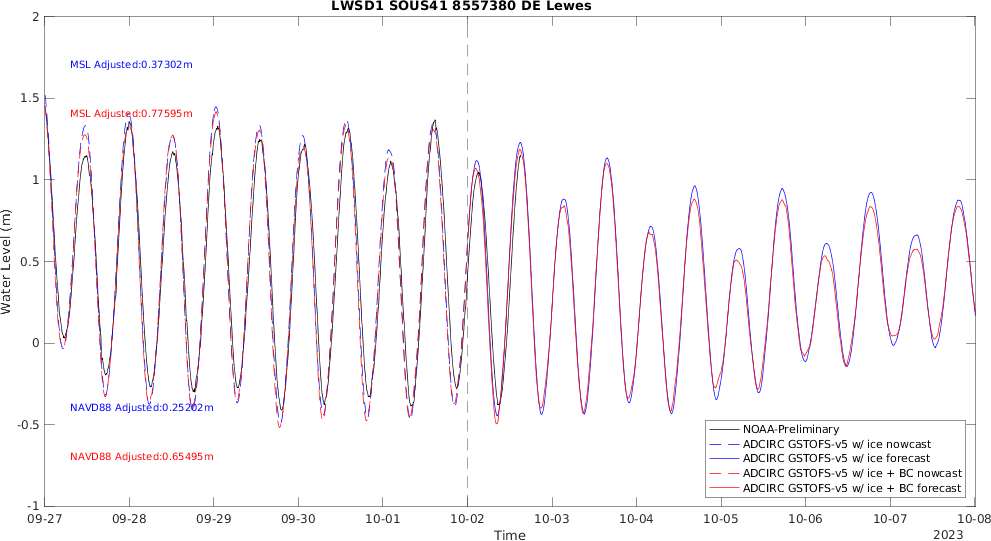 LWSD1 SOUS41 8557380 DE Lewes
2
1.5
1
0.5
0
-0.5
-1
Water Level (m)
MSL Adjusted:0.37302m
MSL Adjusted:0.77595m
NAVD88 Adjusted:0.25202m
NAVD88 Adjusted:0.65495m
NOAA-Preliminary
ADCIRC GSTOFS-v5 w/ ice nowcast
ADCIRC GSTOFS-v5 w/ ice forecast
ADCIRC GSTOFS-v5 w/ ice + BC nowcast
ADCIRC GSTOFS-v5 w/ ice + BC forecast
09-27 09-28 09-29 09-30 10-01 10-02 10-03 10-04 10-05 10-06 10-07 10-08
Time
2023